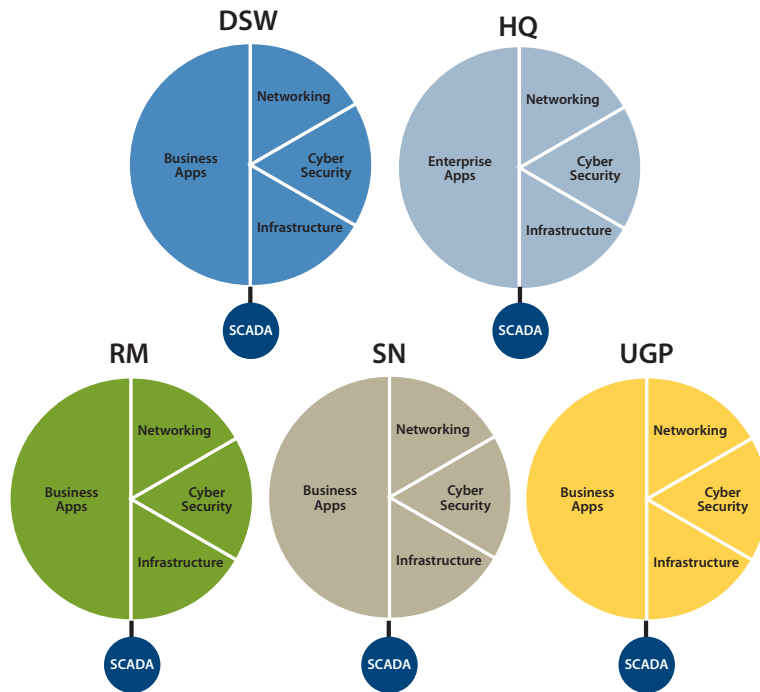 DSW
Networking
Business
Apps
Cyber
Security
Infrastructure
SCADA
HQ
Networking
Enterprise
Apps
Cyber
Security
Infrastructure
SCADA
RM
Networking
Business
Apps
Cyber
Security
Infrastructure
SCADA
SN
Networking
Business
Apps
Cyber
Security
Infrastructure
SCADA
UGP
Networking
Business
Apps
Cyber
Security
Infrastructure
SCADA